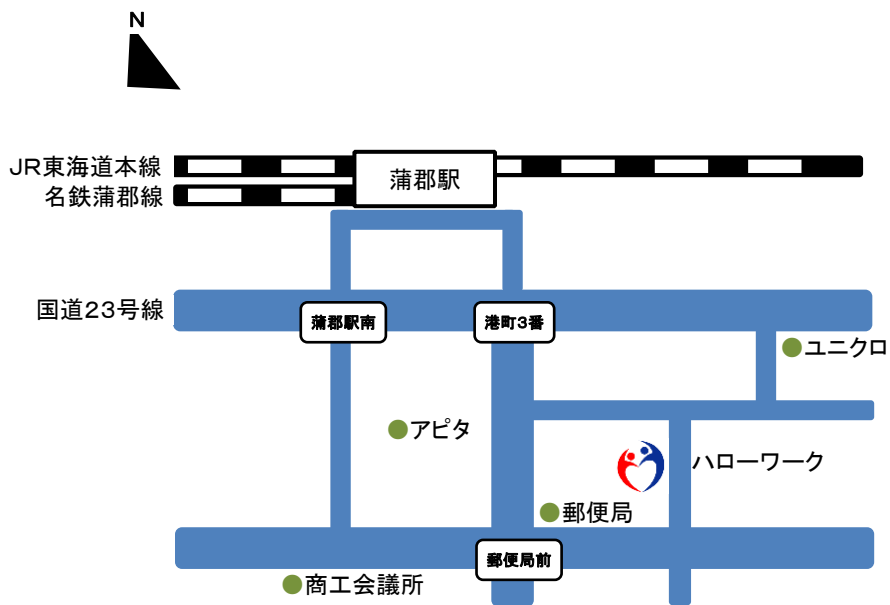 N
JR東海道本線
蒲郡駅
名鉄蒲郡線
国道23号線
蒲郡駅南
港町3番
ユニクロ
アピタ
ハローワーク
郵便局
郵便局前
商工会議所